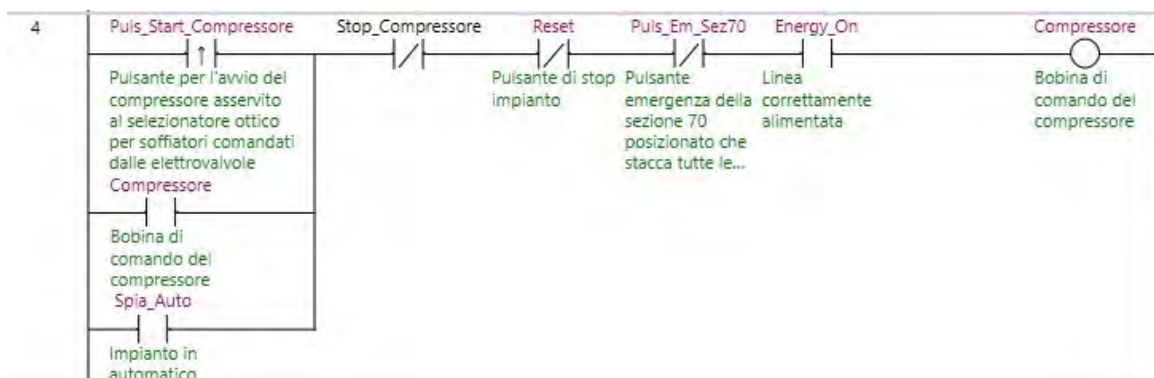 4
Puls_Start_Compressore
Stop_Compressore
Reset
Puls_Em_Sez70
Energy_On
Compressore
Pulsante per l'avvio del
compressore asservito
al selezionatore ottico
per soffiatori comandati
dalle elettrovalvole
Pulsante di stop
impianto
Pulsante
emergenza della
sezione 70
posizionato che
stacca tutte le...
Linea
correttamente
alimentata
Bobina di
comando del
compressore
Compressore
Bobina di
comando del
compressore
Spia_Auto
Impianto in
automatico